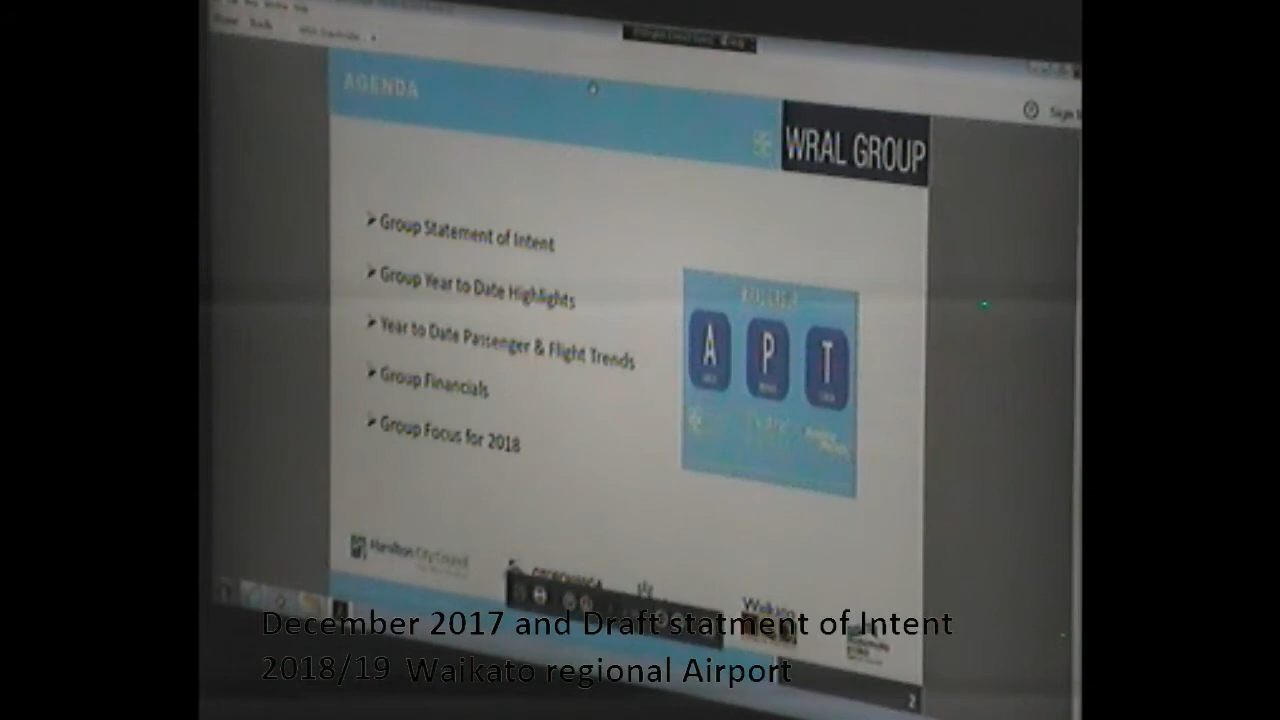 AGENDA
WRAL GROUP
➢ Group Statement of Intent
➢ Group Year to Date Highlights
➢ Year to Date Passenger & Flight Trends
➢ Group Financials
➢ Group Focus for 2018
A P T
Hamilton City Council
Waikato
December 2017 and Draft statment of Intent
2018/19 Waikato regional Airport
2